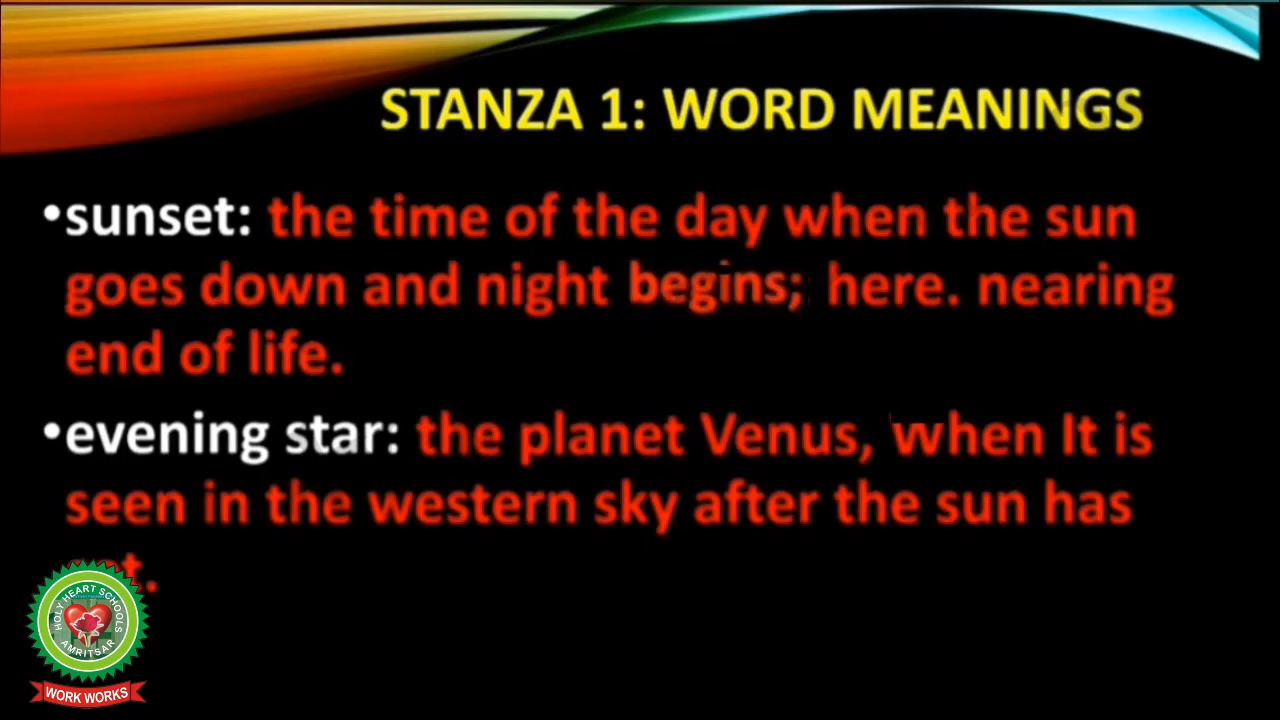 STANZA 1: WORD MEANINGS
•sunset: the time of the day when the sun
goes down and night begins; here. nearing
end of life.
•evening star: the planet Venus, when It is
seen in the western sky after the sun has
HOLY HEART SCHOOLS
AMRITSAR
WORK WORKS